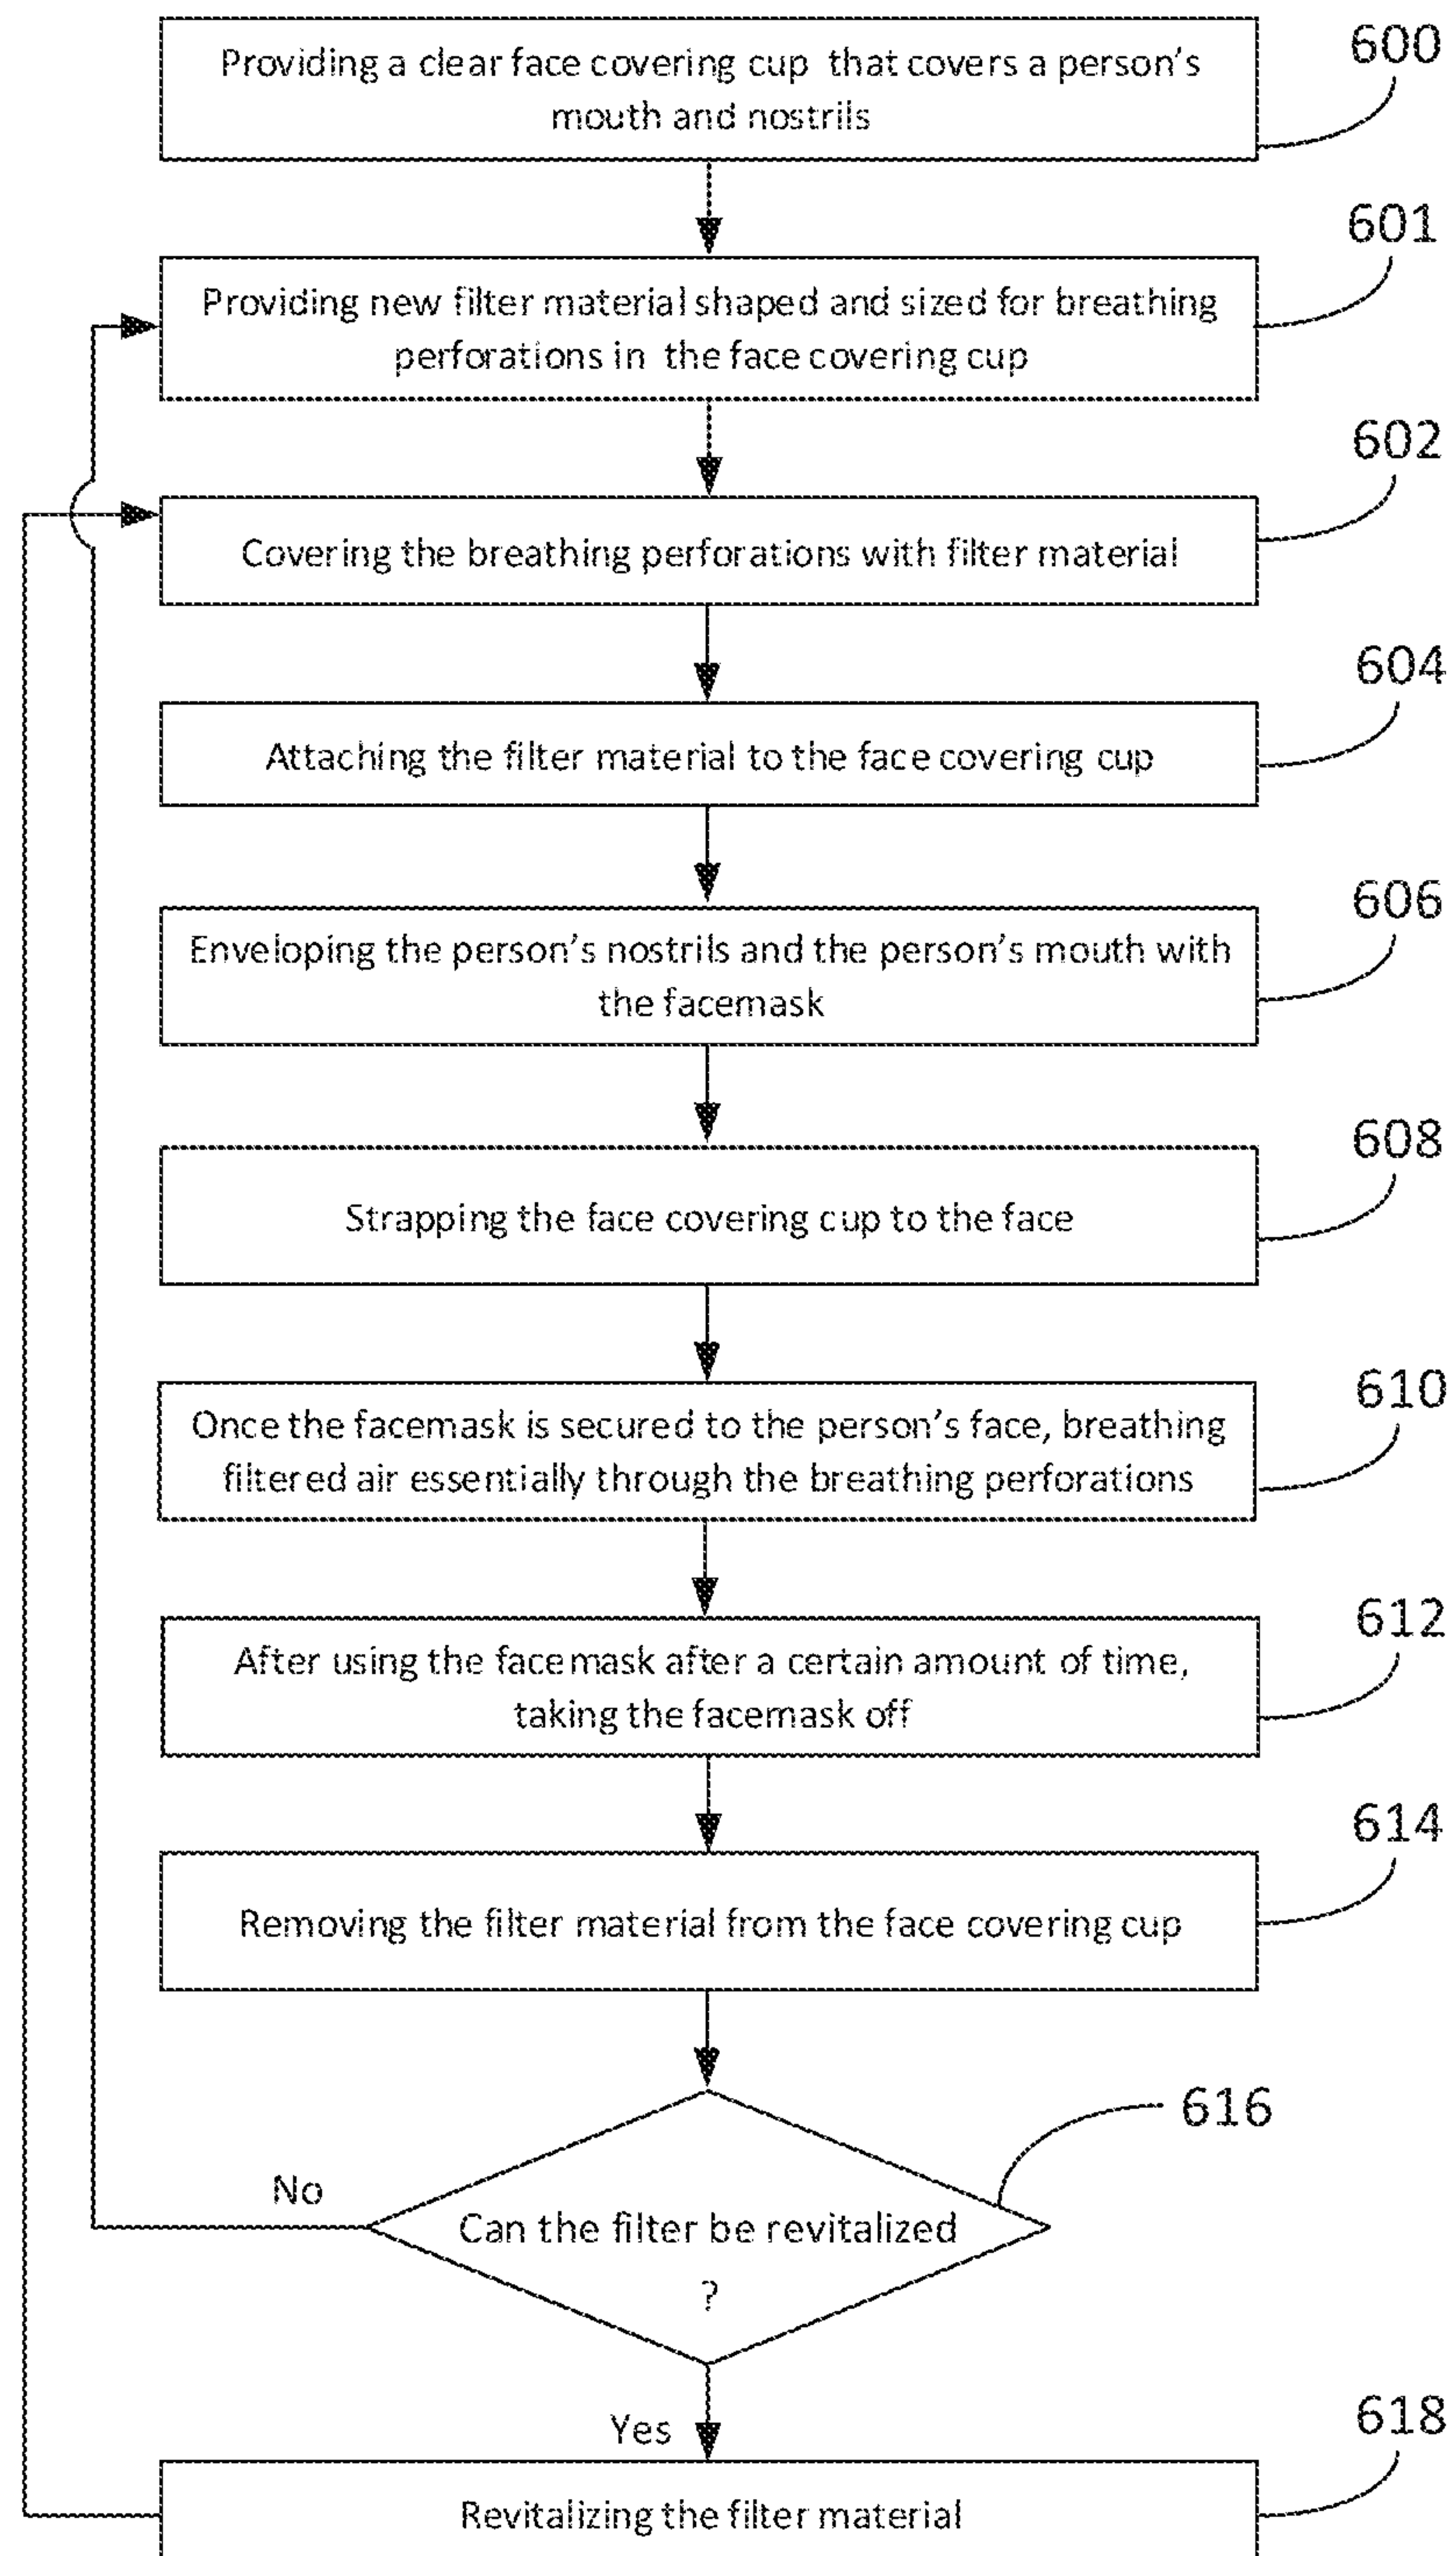 Providing a clear face covering cup that covers a person's
mouth and nostrils
600
Providing new filter material shaped and sized for breathing
perforations in the face covering cup
601
Covering the breathing perforations with filter material
602
Attaching the filter material to the face covering cup
604
Enveloping the person's nostrils and the person's mouth with
the facemask
606
Strapping the face covering cup to the face
608
Once the facemask is secured to the person's face, breathing
filtered air essentially through the breathing perforations
610
After using the facemask after a certain amount of time,
taking the facemask off
612
Removing the filter material from the face covering cup
614
616
No
Can the filter be revitalized
?
Yes
618
Revitalizing the filter material